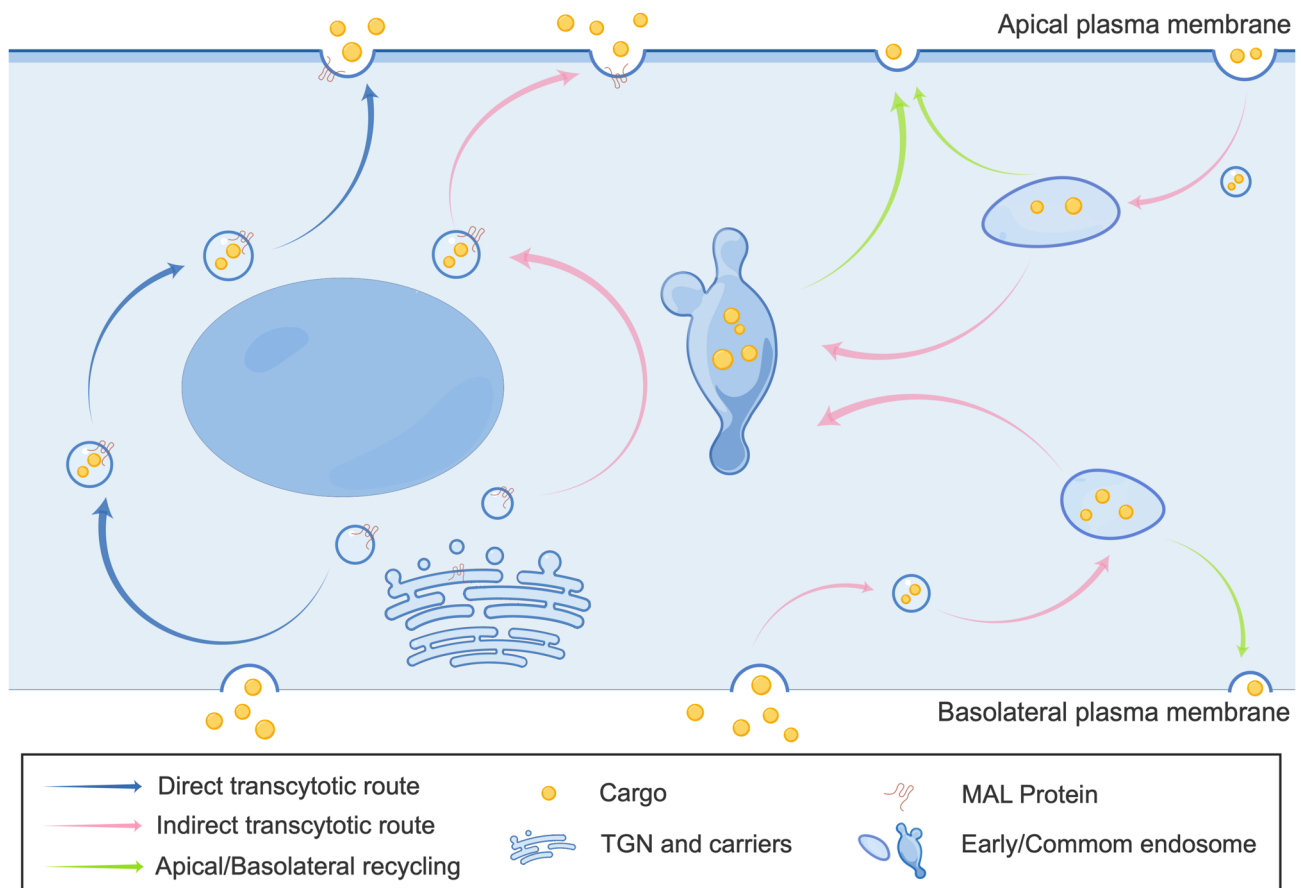 Apical plasma membrane
Basolateral plasma membrane
Direct transcytotic route
Cargo
MAL Protein
Indirect transcytotic route
TGN and carriers
Early/Commom endosome
Apical/Basolateral recycling